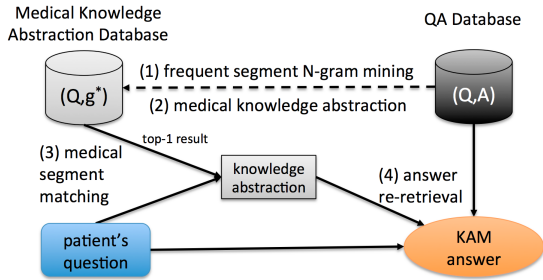 Medical Knowledge
Abstraction Database
QA Database
(Q,g*)
(1) frequent segment N-gram mining
(2) medical knowledge abstraction
(Q,A)
top-1 result
(3) medical
segment
matching
knowledge
abstraction
(4) answer
re-retrieval
patient's
question
KAM
answer